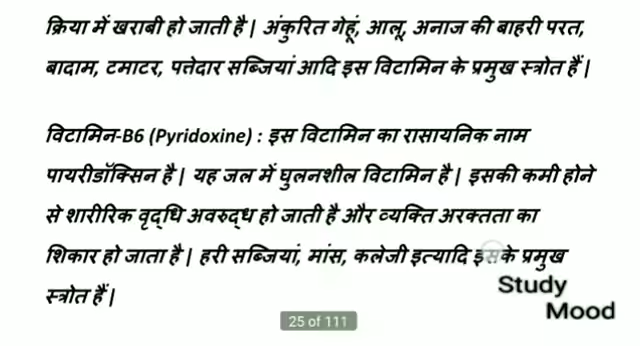 क्रिया में खराबी हो जाती है| अंकुरित गेहूं, आलू, अनाज की बाहरी परत,
बादाम, टमाटर, पत्तेदार सब्जियां आदि इस विटामिन के प्रमुख स्त्रोत हैं|
विटामिन-B6 (Pyridoxine) : इस विटामिन का रासायनिक नाम
पायरीडॉक्सिन है| यह जल में घुलनशील विटामिन है| इसकी कमी होने
से शारीरिक वृद्धि अवरुद्ध हो जाती है और व्यक्ति अरक्तता का
शिकार हो जाता है| हरी सब्जियां, मांस, कलेजी इत्यादि इसके प्रमुख
स्त्रोत हैं|
Study
Mood
25 of 111